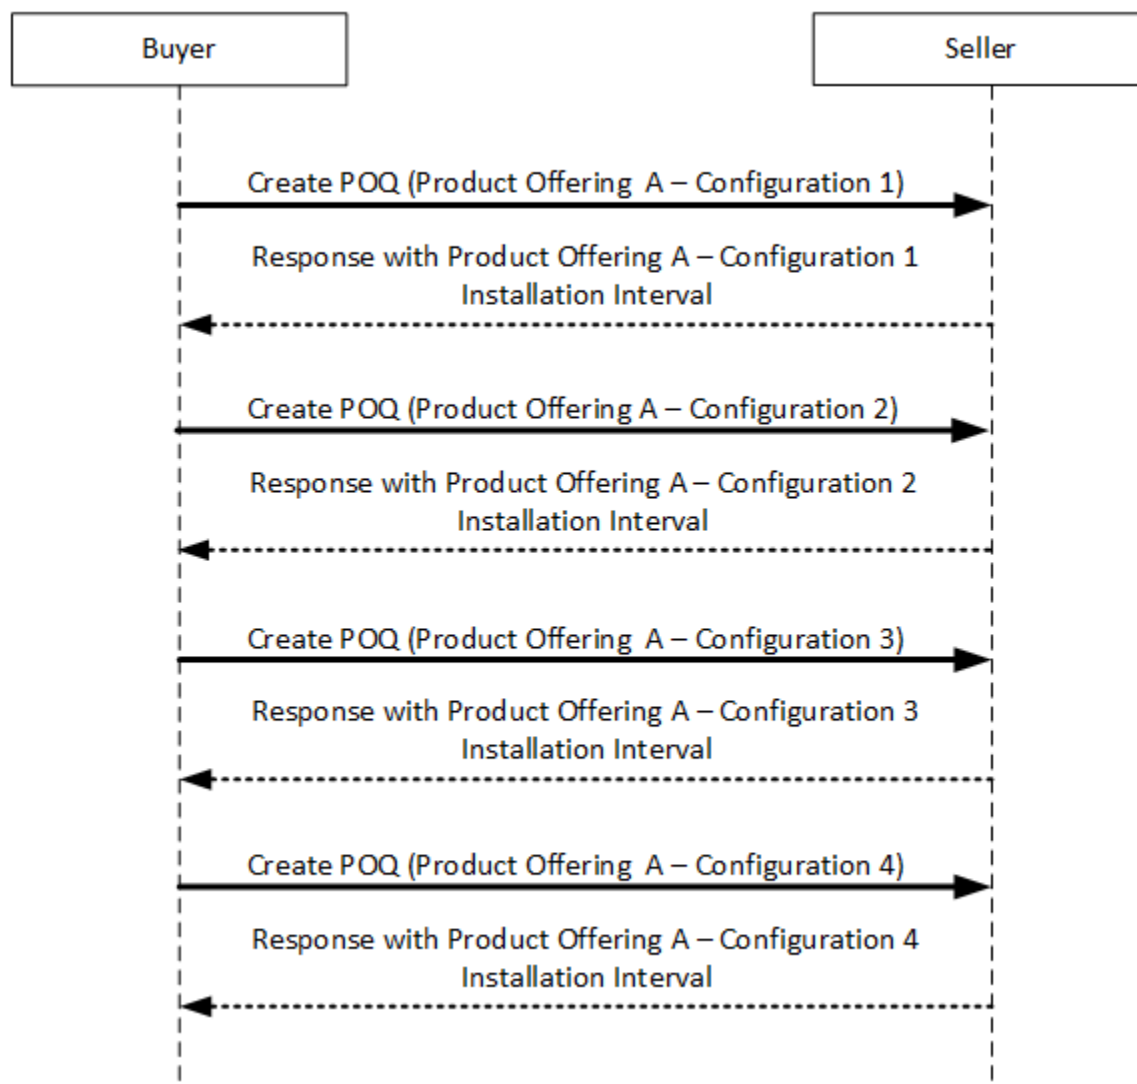 Buyer
Seller
Create POQ (Product Offering A – Configuration 1)
Response with Product Offering A – Configuration 1
Installation Interval
Create POQ (Product Offering A – Configuration 2)
Response with Product Offering A – Configuration 2
Installation Interval
Create POQ (Product Offering A – Configuration 3)
Response with Product Offering A – Configuration 3
Installation Interval
Create POQ (Product Offering A – Configuration 4)
Response with Product Offering A – Configuration 4
Installation Interval